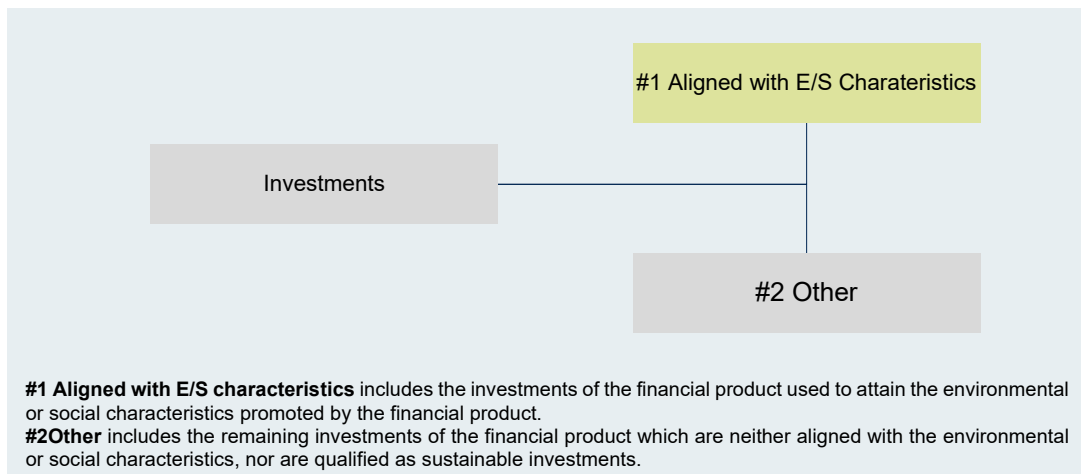 #1 Aligned with E/S Charateristics
Investments
#2 Other
#1 Aligned with E/S characteristics includes the investments of the financial product used to attain the environmental
or social characteristics promoted by the financial product.
#2Other includes the remaining investments of the financial product which are neither aligned with the environmental
or social characteristics, nor are qualified as sustainable investments.